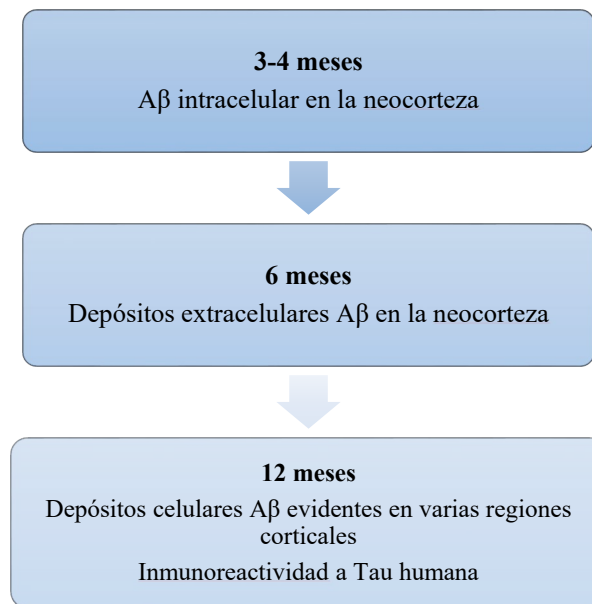 3-4 meses
Aβ intracelular en la neocorteza
6 meses
Depósitos extracelulares Aβ en la neocorteza
12 meses
Depósitos celulares Aβ evidentes en varias regiones
corticales
Inmunoreactividad a Tau humana